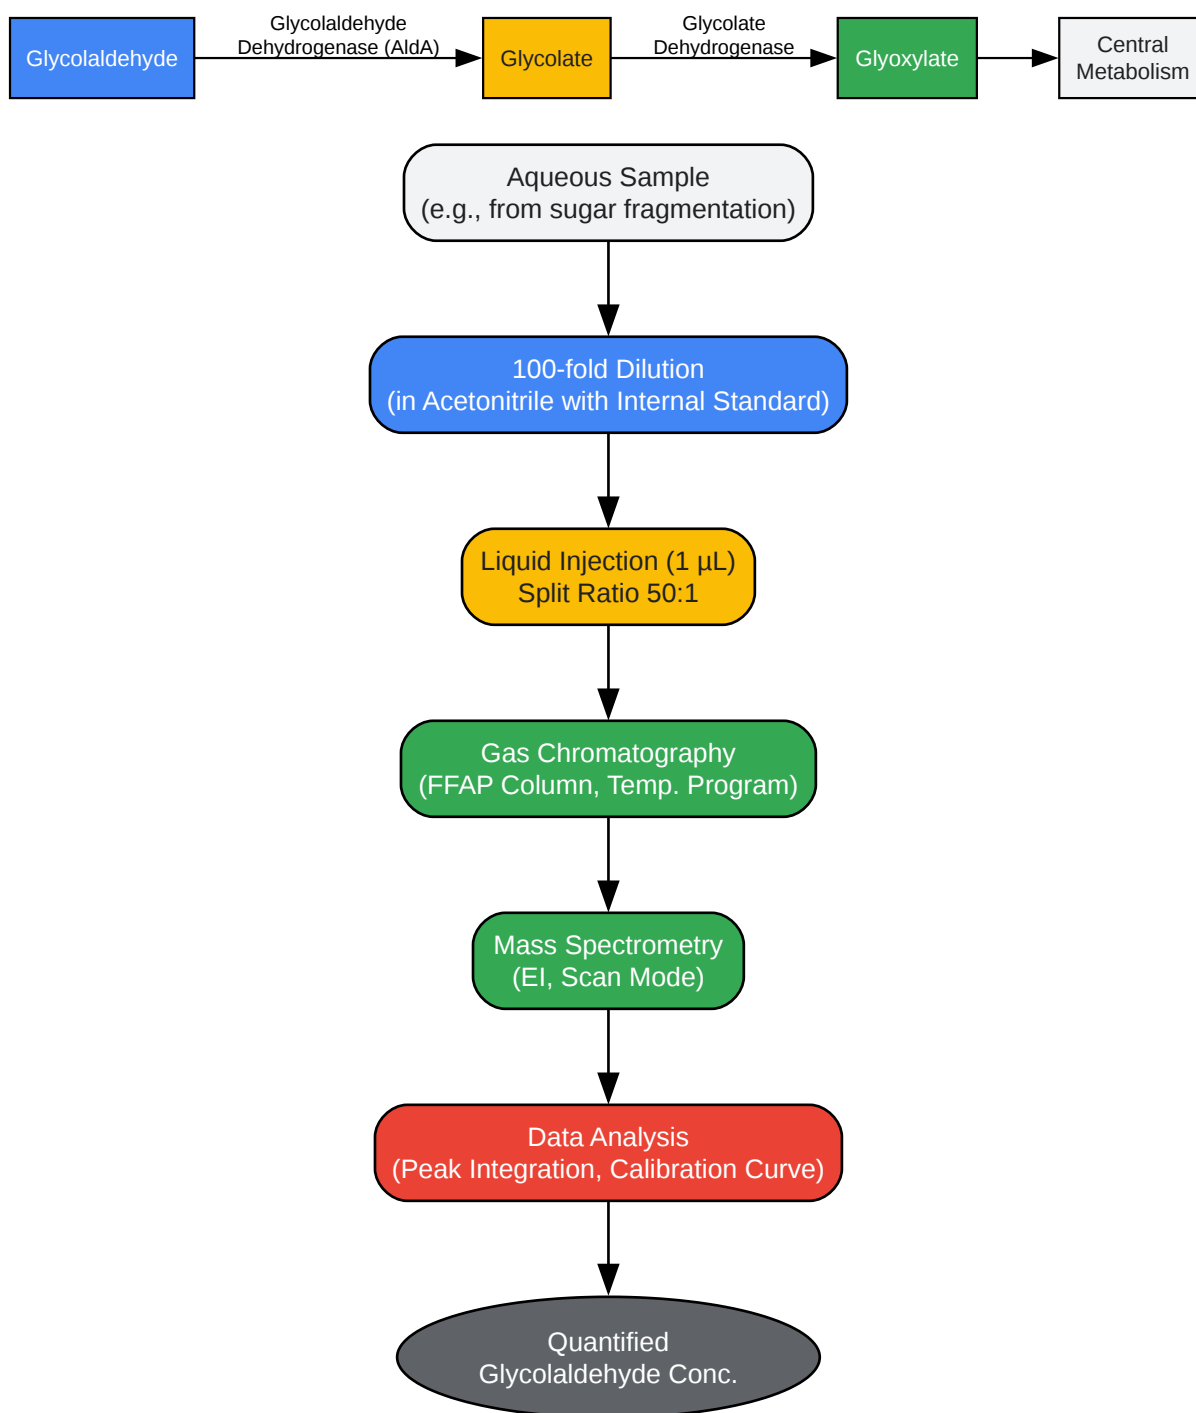 Glycolaldehyde
Glycolaldehyde
Dehydrogenase (AldA)
Glycolate
Glycolate
Dehydrogenase
Glyoxylate
Central
Metabolism
Aqueous Sample
(e.g., from sugar fragmentation)
100-fold Dilution
(in Acetonitrile with Internal Standard)
Liquid Injection (1 µL)
Split Ratio 50:1
Gas Chromatography
(FFAP Column, Temp. Program)
Mass Spectrometry
(EI, Scan Mode)
Data Analysis
(Peak Integration, Calibration Curve)
Quantified
Glycolaldehyde Conc.